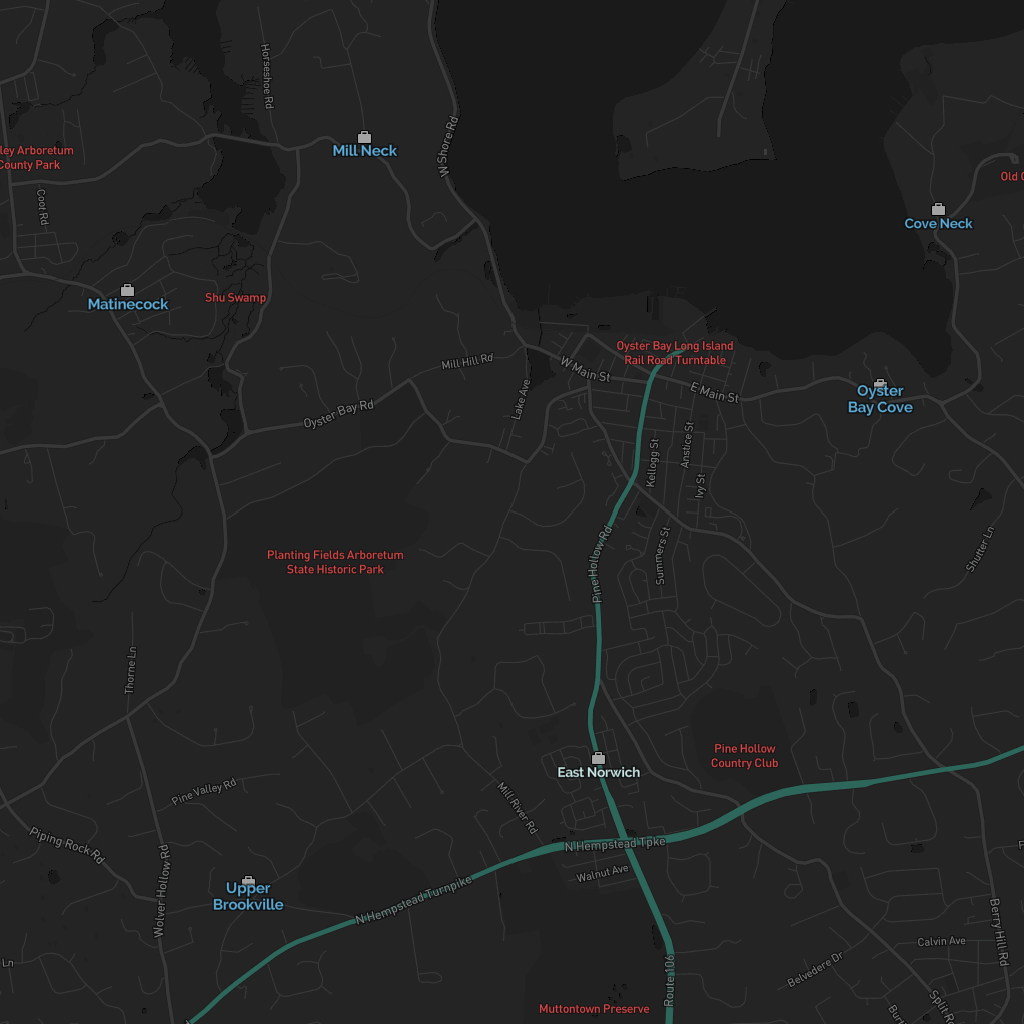 Horseshoe Rd
W Shore Rd
ley Arboretum
County Park
Mill Neck
Coot Rd
Old
Cove Neck
Matinecock
Shu Swamp
Oyster Bay Long Island
Rail Road Turntable
Mill Hill Rd
W Main St
E Main St
Oyster
Bay Cove
Lake Ave
Oyster Bay Rd
Kellogg St
Anstice St
Ivy St
Planting Fields Arboretum
State Historic Park
Pine Hollow Rd
Summers St
Shutter Ln
Thorne Ln
Pine Hollow
Country Club
East Norwich
Pine Valley Rd
Mill River Rd
Piping Rock Rd
N Hempstead Tpke
Walnut Ave
Wolver Hollow Rd
Upper
Brookville
N Hempstead Turnpike
Berry Hill Rd
Calvin Ave
Ln
Belvedere Dr
Route 106
Muttontown Preserve
Split R
Burt